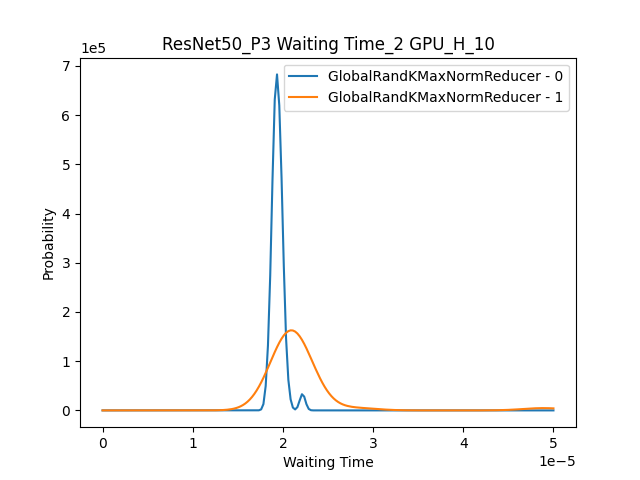 ResNet50_P3 Waiting Time_2 GPU_H_10
1e5
GlobalRandKMaxNormReducer - 0
GlobalRandKMaxNormReducer - 1
7
6
5
4
3
2
1
0
Probability
0
1
2
3
4
5
1e−5
Waiting Time